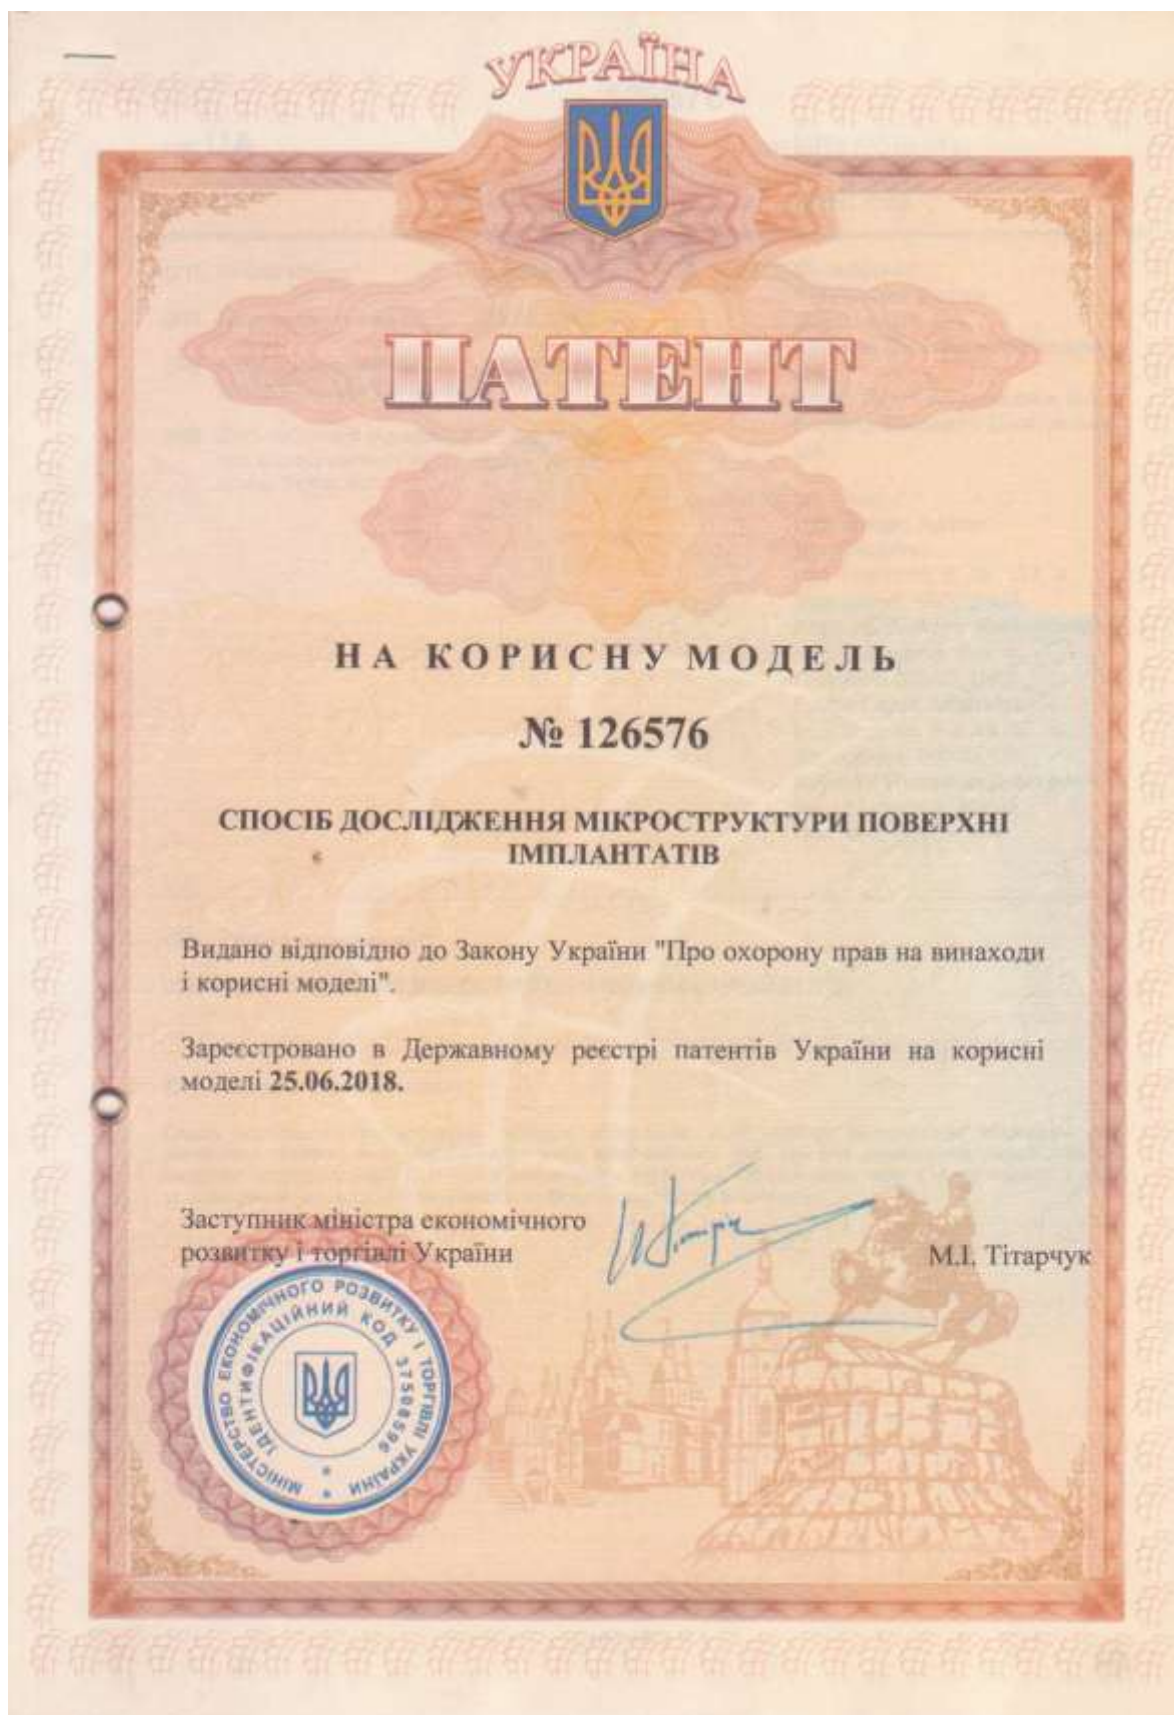 УКРАЇНА
ПАТЕНТ
НА КОРИСНУ МОДЕЛЬ
№ 126576
СПОСІБ ДОСЛІДЖЕННЯ МІКРОСТРУКТУРИ ПОВЕРХНІ
ІМПЛАНТАТІВ
Видано відповідно до Закону України "Про охорону прав на винаходи
і корисні моделі".
Зареєстровано в Державному реєстрі патентів України на корисні
моделі 25.06.2018.
Заступник міністра економічного
розвитку і торгівлі України
М.І. Тітарчук
МІНІСТЕРСТВО ЕКОНОМІЧНОГО РОЗВИТКУ І ТОРГІВЛІ УКРАЇНИ *
ІДЕНТИФІКАЦІЙНИЙ КОД 37508596 *